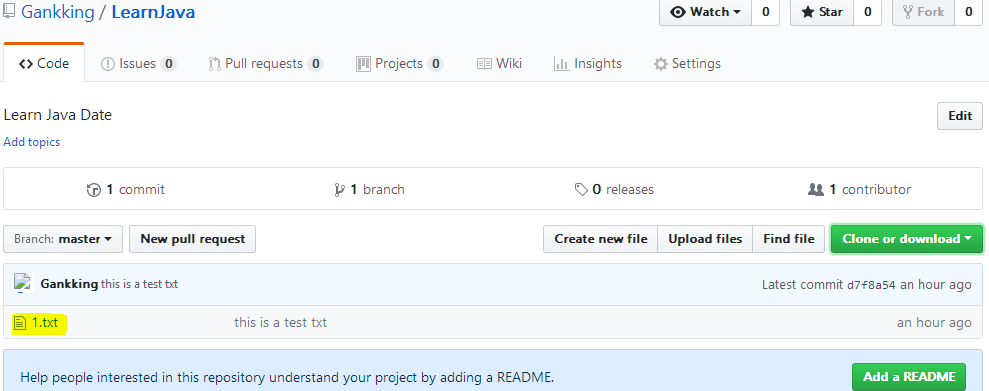 Gankking / LearnJava
Watch 0 Star 0 Fork 0
Code Issues 0 Pull requests 0 Projects 0 Wiki Insights Settings
Learn Java Date
Edit
Add topics
1 commit 1 branch 0 releases 1 contributor
Branch: master New pull request Create new file Upload files Find file Clone or download
Gankking this is a test txt Latest commit d7f8a54 an hour ago
1.txt this is a test txt an hour ago
Help people interested in this repository understand your project by adding a README. Add a README